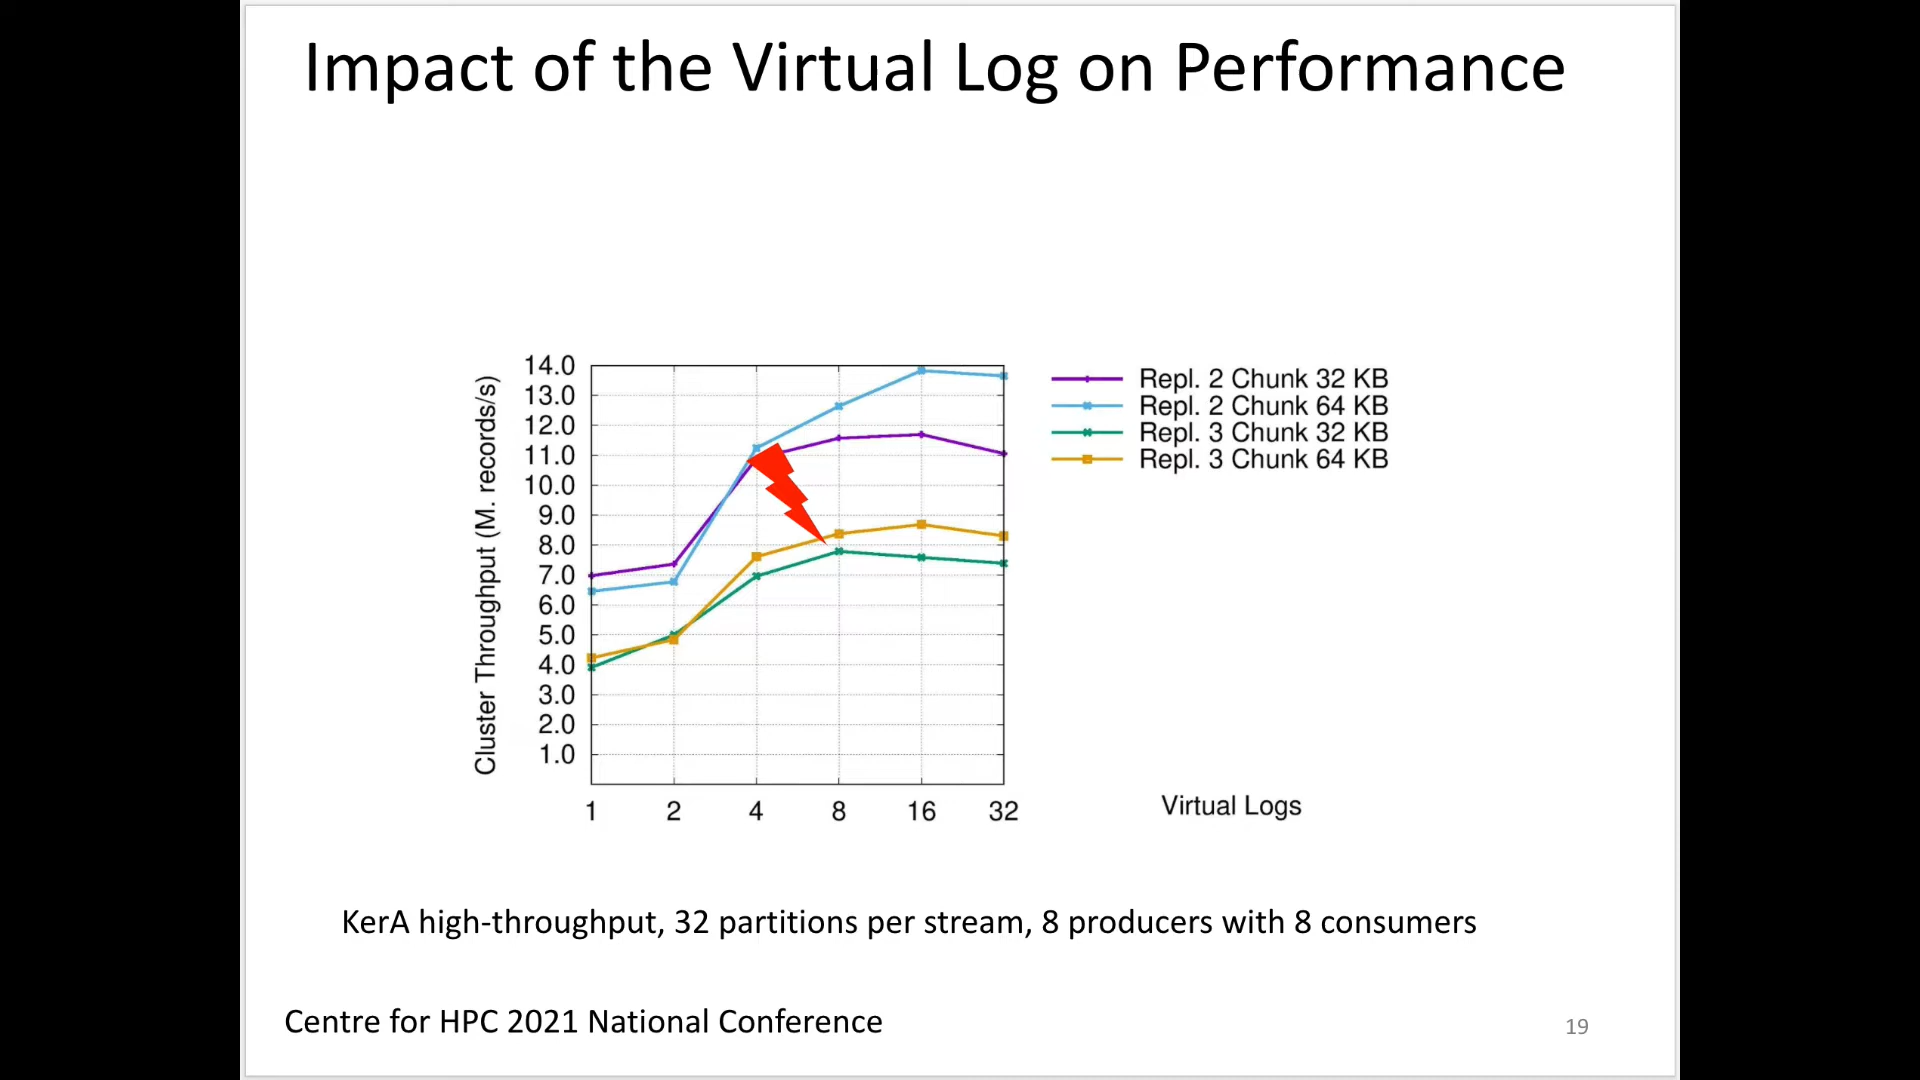 Impact of the Virtual Log on Performance
Cluster Throughput (M. records/s)
14.0
13.0
12.0
11.0
10.0
9.0
8.0
7.0
6.0
5.0
4.0
3.0
2.0
1.0
1 2 4 8 16 32
Repl. 2 Chunk 32 KB
Repl. 2 Chunk 64 KB
Repl. 3 Chunk 32 KB
Repl. 3 Chunk 64 KB
Virtual Logs
KerA high-throughput, 32 partitions per stream, 8 producers with 8 consumers
Centre for HPC 2021 National Conference
19